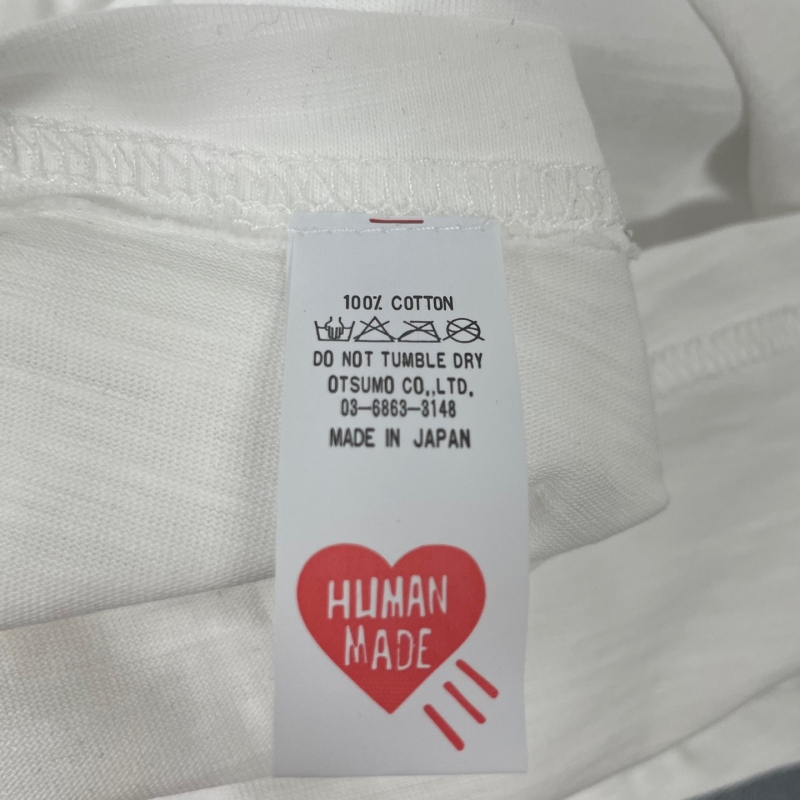 100% COTTON
DO NOT TUMBLE DRY
OTSUMO CO.,LTD.
03-6863-3148
MADE IN JAPAN
HUMAN
MADE